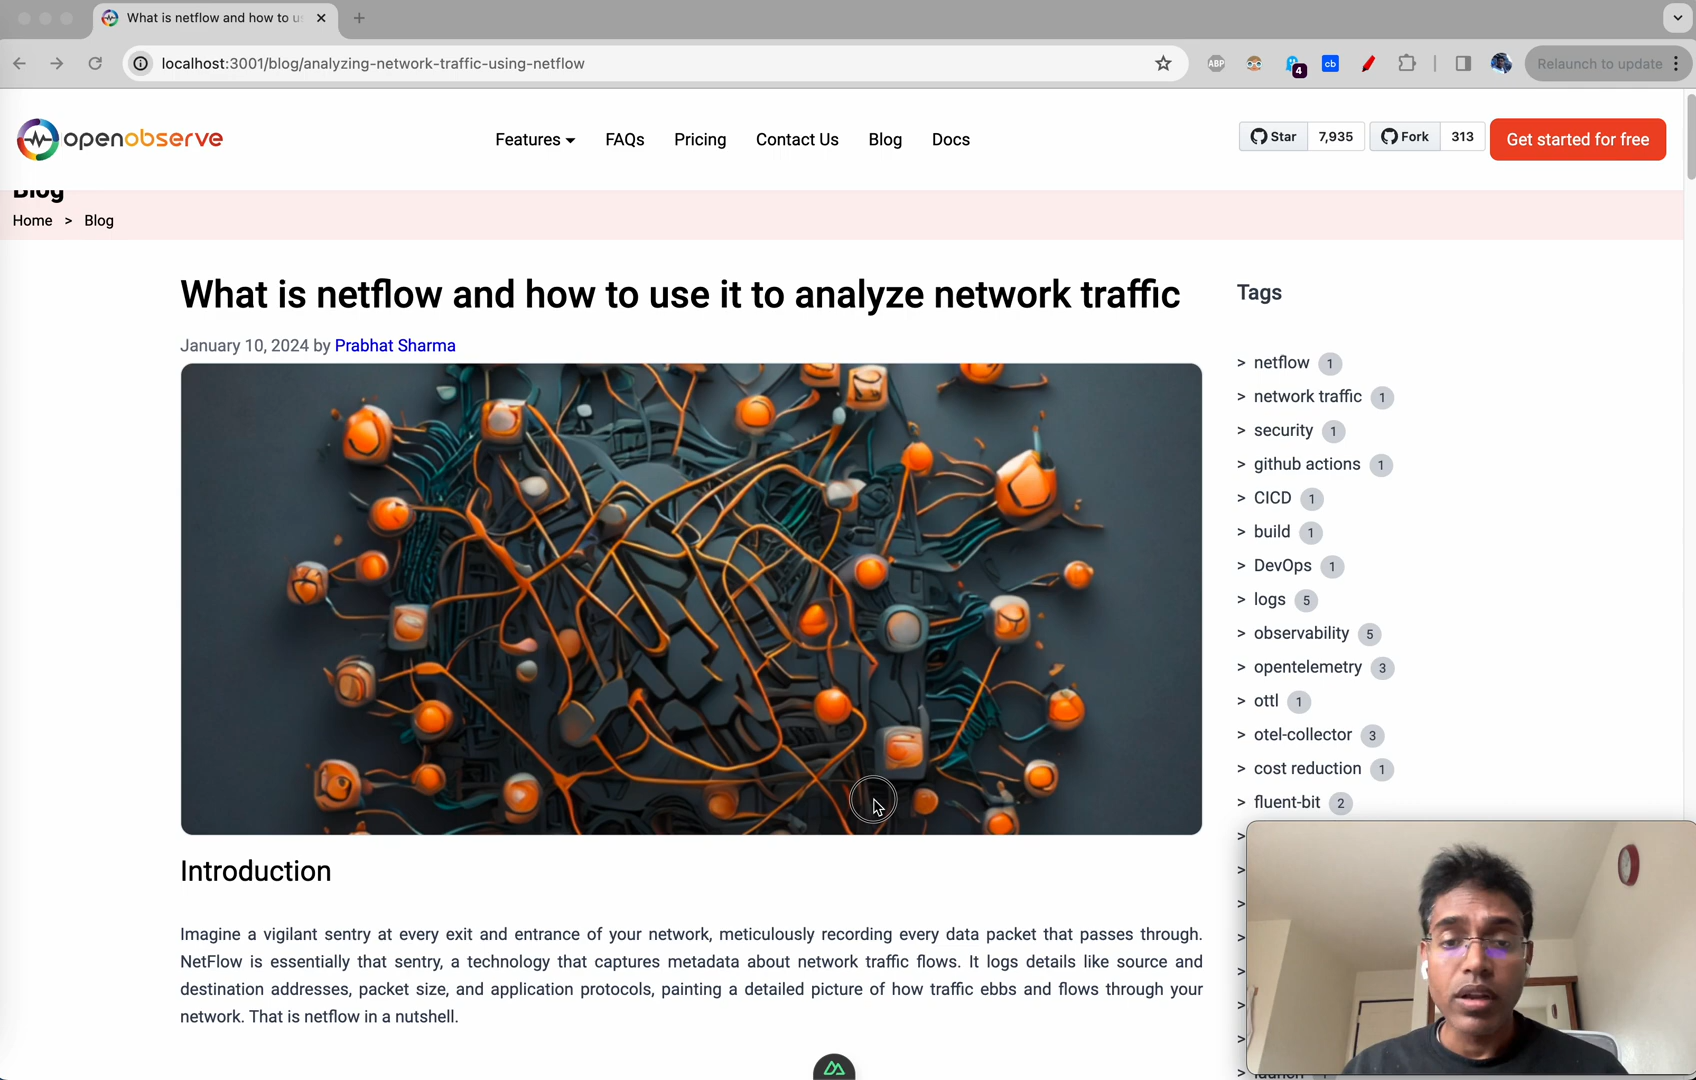 What is netflow and how to us
localhost:3001/blog/analyzing-network-traffic-using-netflow
ABP
4
cb
Relaunch to update
openobserve
Features
FAQs
Pricing
Contact Us
Blog
Docs
Star
7,935
Fork
313
Get started for free
Blog
Home > Blog
What is netflow and how to use it to analyze network traffic
January 10, 2024 by Prabhat Sharma
Introduction
Imagine a vigilant sentry at every exit and entrance of your network, meticulously recording every data packet that passes through.
NetFlow is essentially that sentry, a technology that captures metadata about network traffic flows. It logs details like source and
destination addresses, packet size, and application protocols, painting a detailed picture of how traffic ebbs and flows through your
network. That is netflow in a nutshell.
Tags
> netflow 1
> network traffic 1
> security 1
> github actions 1
> CICD 1
> build 1
> DevOps 1
> logs 5
> observability 5
> opentelemetry 3
> ottl 1
> otel-collector 3
> cost reduction 1
> fluent-bit 2
>
>
>
>
>
>
>
> launch